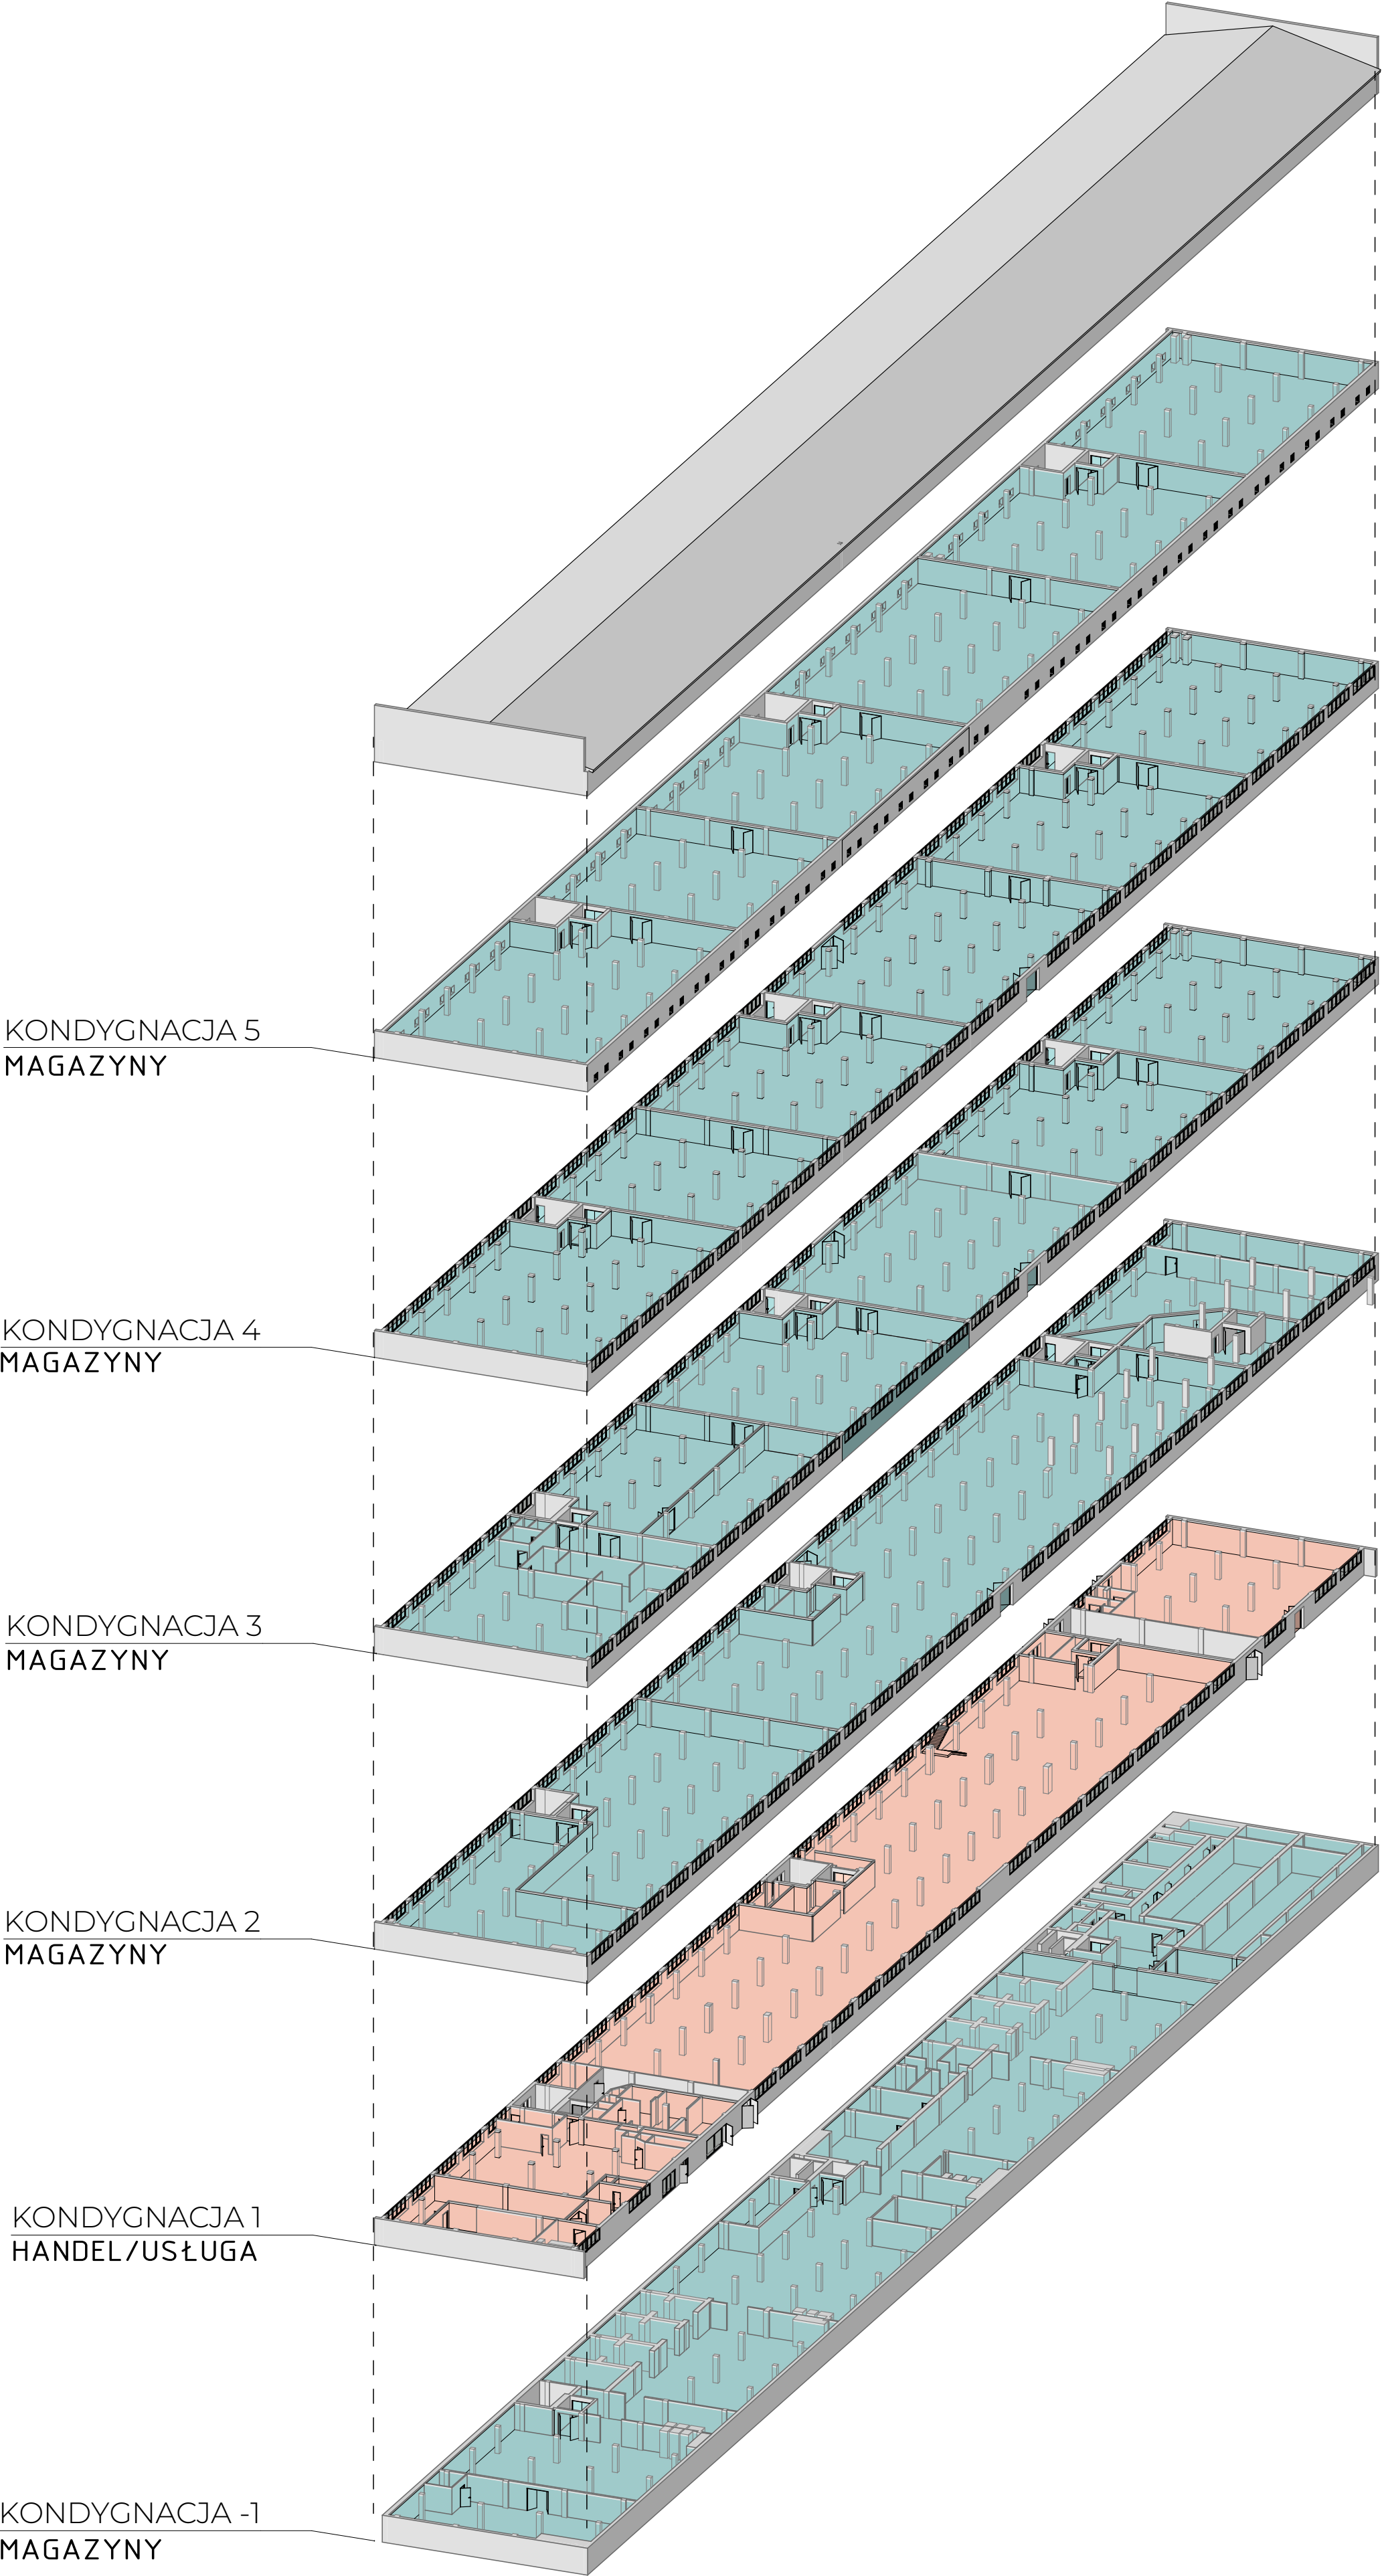 KONDYGNACJA 5
MAGAZYNY
KONDYGNACJA 4
MAGAZYNY
KONDYGNACJA 3
MAGAZYNY
KONDYGNACJA 2
MAGAZYNY
KONDYGNACJA 1
HANDEL/USŁUGA
KONDYGNACJA -1
MAGAZYNY